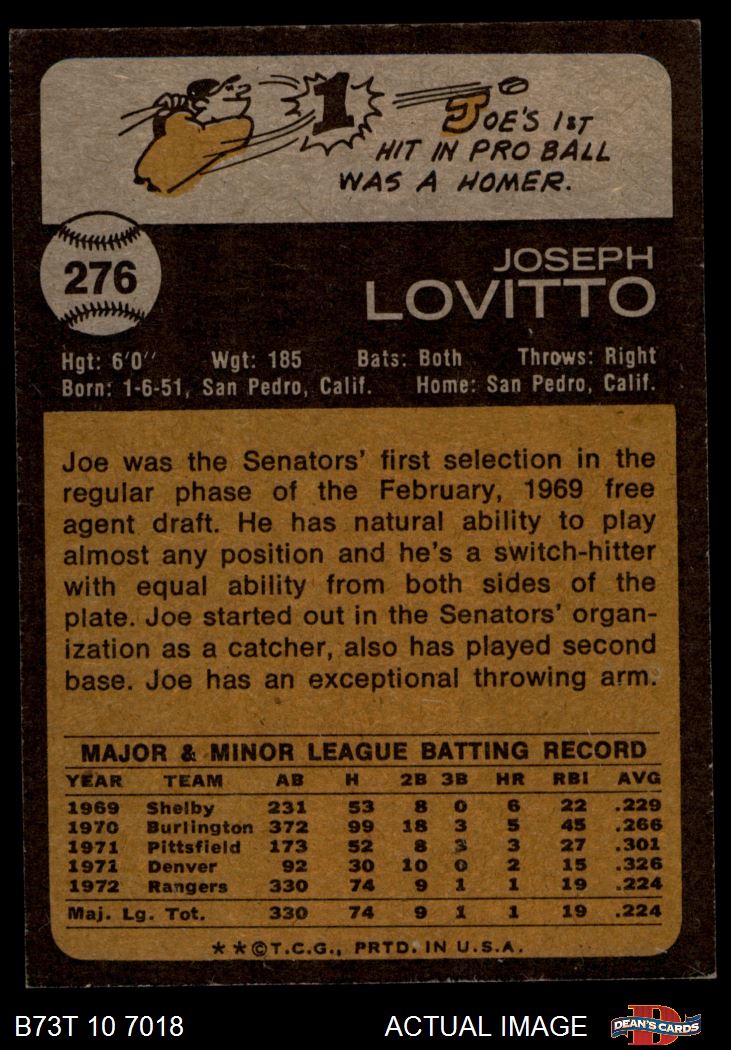 1
JOE'S 1ST
HIT IN PRO BALL
WAS A HOMER.
276
JOSEPH
LOVITTO
Hgt: 6'0" Wgt: 185 Bats: Both Throws: Right
Born: 1-6-51, San Pedro, Calif. Home: San Pedro, Calif.
Joe was the Senators' first selection in the
regular phase of the February, 1969 free
agent draft. He has natural ability to play
almost any position and he's a switch-hitter
with equal ability from both sides of the
plate. Joe started out in the Senators' organ-
ization as a catcher, also has played second
base. Joe has an exceptional throwing arm.
MAJOR & MINOR LEAGUE BATTING RECORD
YEAR TEAM AB H 2B 3B HR RBI AVG
1969 Shelby 231 53 8 0 6 22 .229
1970 Burlington 372 99 18 3 5 45 .266
1971 Pittsfield 173 52 8 3 3 27 .301
1971 Denver 92 30 10 0 2 15 .326
1972 Rangers 330 74 9 1 1 19 .224
Maj. Lg. Tot. 330 74 9 1 1 19 .224
**©T.C.G., PRTD. IN U.S.A.
B73T 10 7018 ACTUAL IMAGE
D
DEAN'S CARDS